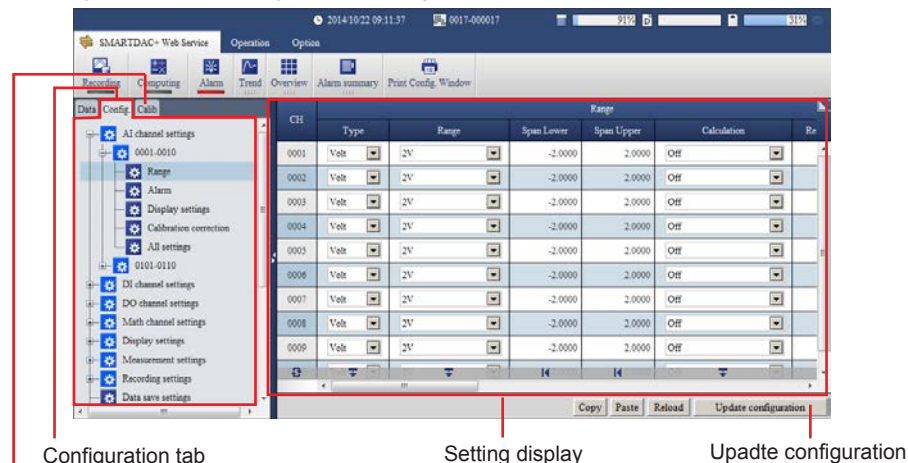 2014/10/22 09:11:37 0017-000017 91% D 31%
SMARTDAC+ Web Service Operation Option
Recording Computing Alarm Trend Overview Alarm summary Print Config. Window
Data Config. Calib
AI channel settings
0001-0010
Range
Alarm
Display settings
Calibration correction
All settings
0101-0110
DI channel settings
DO channel settings
Math channel settings
Display settings
Measurement settings
Recording settings
Data save settings
CH Range
Type Range Span Lower Span Upper Calculation Re
0001 Volt 2V -2.0000 2.0000 Off
0002 Volt 2V -2.0000 2.0000 Off
0003 Volt 2V -2.0000 2.0000 Off
0004 Volt 2V -2.0000 2.0000 Off
0005 Volt 2V -2.0000 2.0000 Off
0006 Volt 2V -2.0000 2.0000 Off
0007 Volt 2V -2.0000 2.0000 Off
0008 Volt 2V -2.0000 2.0000 Off
0009 Volt 2V -2.0000 2.0000 Off
Copy Paste Reload Update configuration
Configuration tab Setting display Upadte configuration